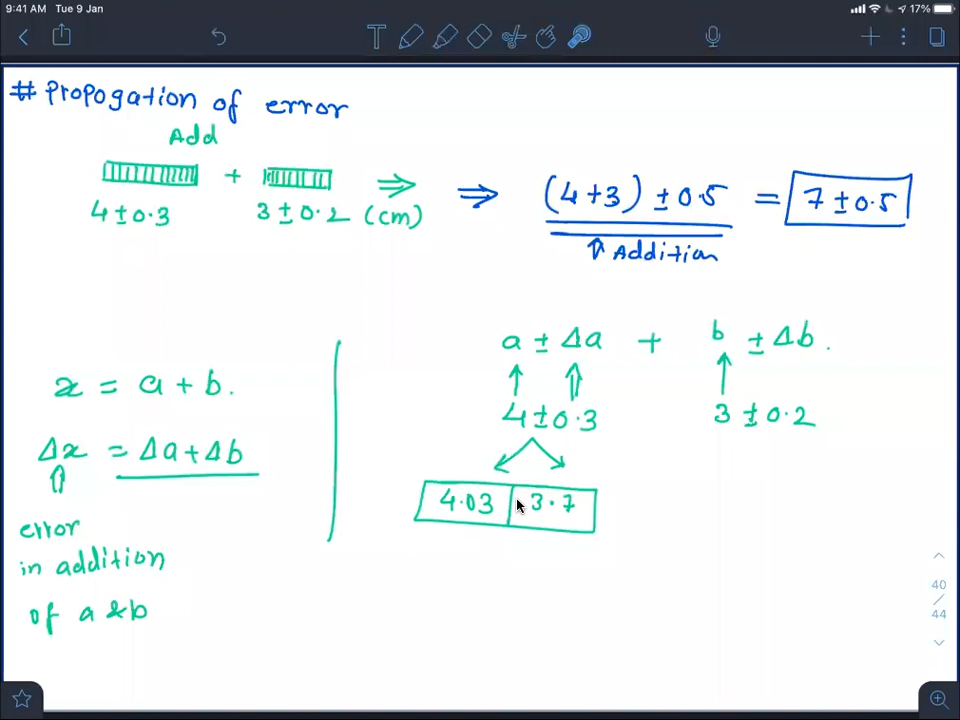 9:41 AM Tue 9 Jan
17%
# Propogation of error
Add
+ ⇒ ⇒ (4+3) ± 0.5 = 7 ± 0.5
4 ± 0.3 3 ± 0.2 (cm)
⇑ Addition
a ± Δa + b ± Δb.
x = a + b.
4 ± 0.3 3 ± 0.2
Δx = Δa + Δb
4.03 3.7
error
in addition
of a & b
40
/
44